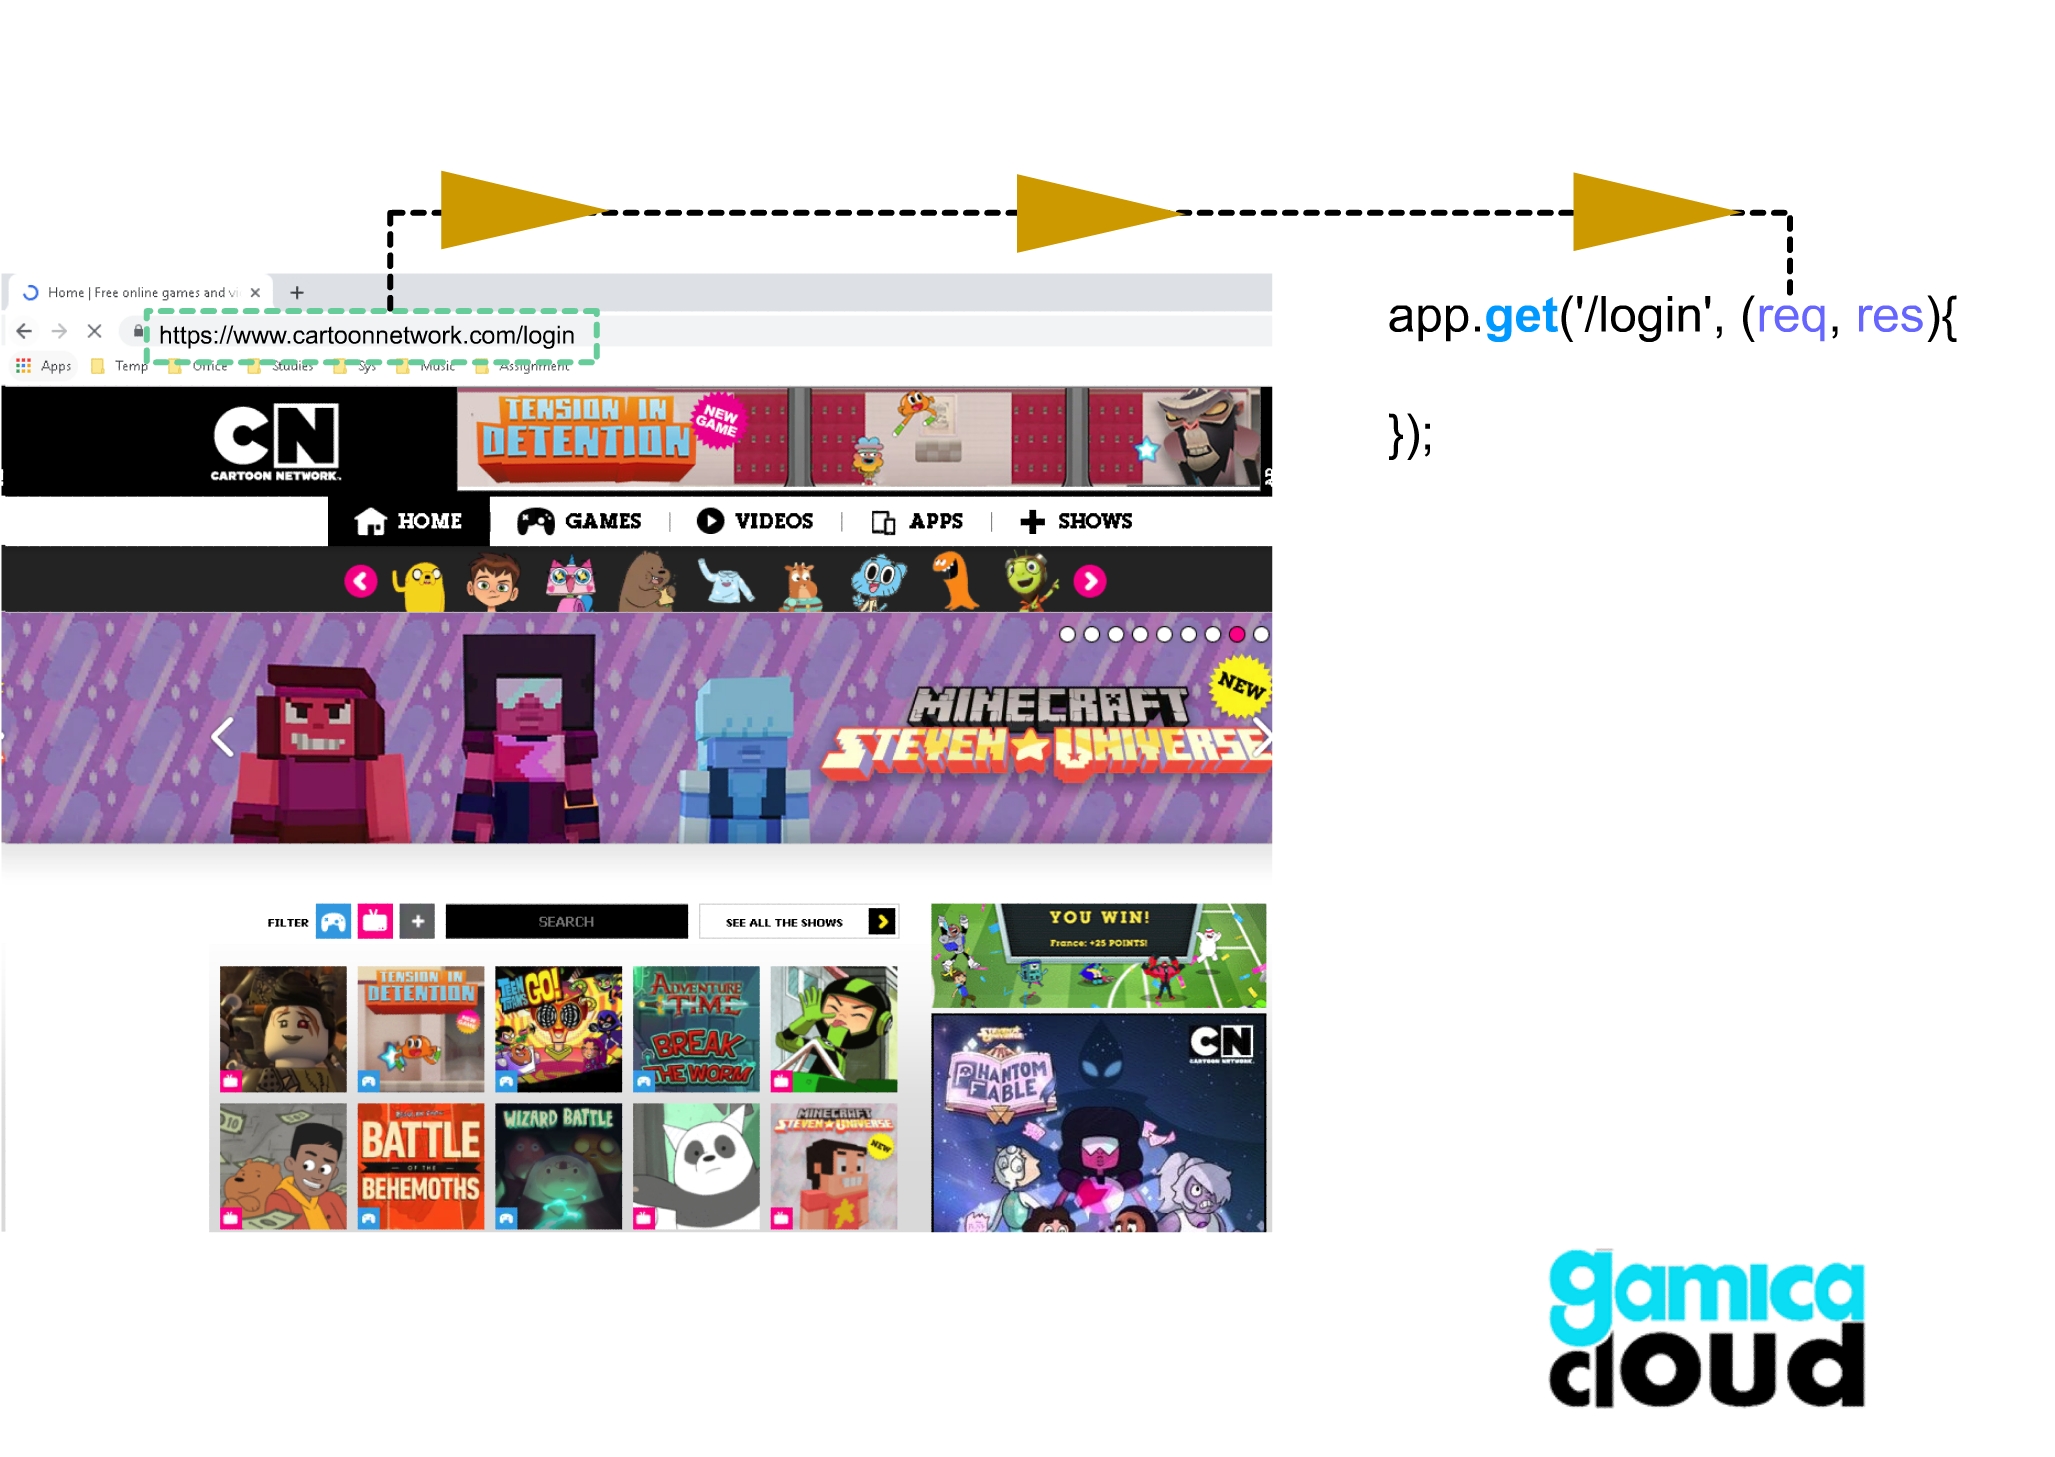 Home | Free online games and vi
https://www.cartoonnetwork.com/login
Apps Temp Office Studies Sys Music Assignment
app.get('/login', (req, res){
});
CN
CARTOON NETWORK
TENSION IN
DETENTION
NEW
GAME
AD
HOME GAMES VIDEOS APPS SHOWS
NEW
MINECRAFT
STEVEN UNIVERSE
FILTER SEARCH SEE ALL THE SHOWS
YOU WIN!
France: +25 POINTS!
TENSION IN
DETENTION
NEW
GAME
TEEN
TITANS
GO!
ADVENTURE
TIME
BREAK
THE WORM
CN
CARTOON NETWORK
PHANTOM
FABLE
BATTLE
OF THE
BEHEMOTHS
WIZARD BATTLE
MINECRAFT
STEVEN UNIVERSE
NEW
gamica
cloud